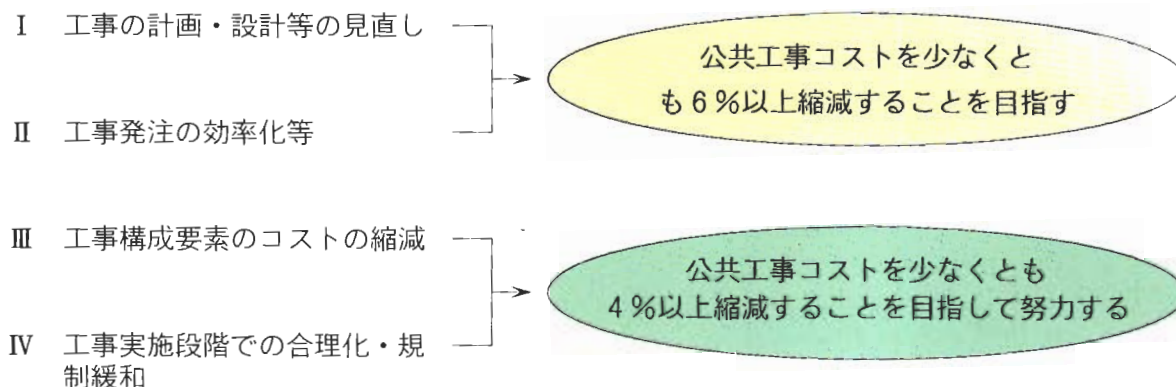 Ⅰ 工事の計画・設計等の見直し
Ⅱ 工事発注の効率化等
公共工事コストを少なくと
も6%以上縮減することを目指す
Ⅲ 工事構成要素のコストの縮減
Ⅳ 工事実施段階での合理化・規
制緩和
公共工事コストを少なくとも
4%以上縮減することを目指して努力する